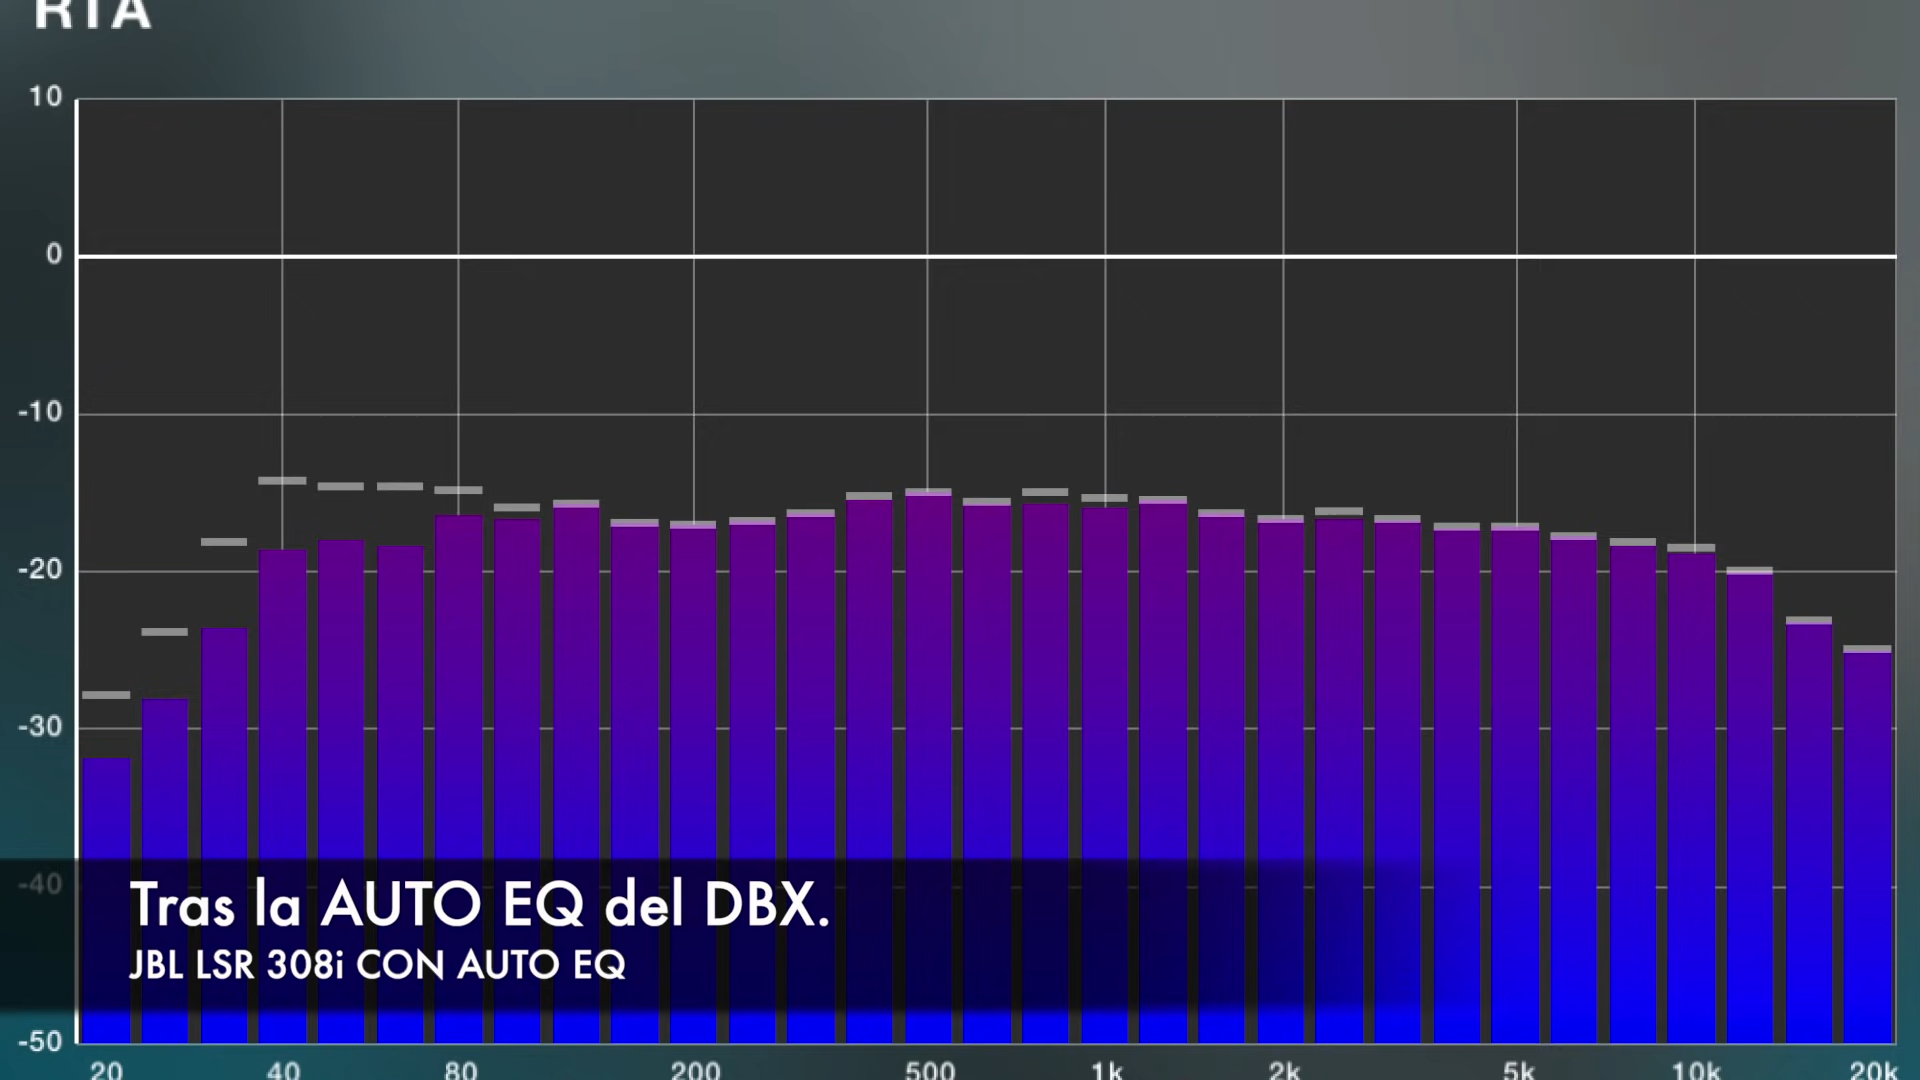 RTA
10
0
-10
-20
-30
-40
-50
Tras la AUTO EQ del DBX.
JBL LSR 308i CON AUTO EQ
20 40 80 200 500 1k 2k 5k 10k 20k